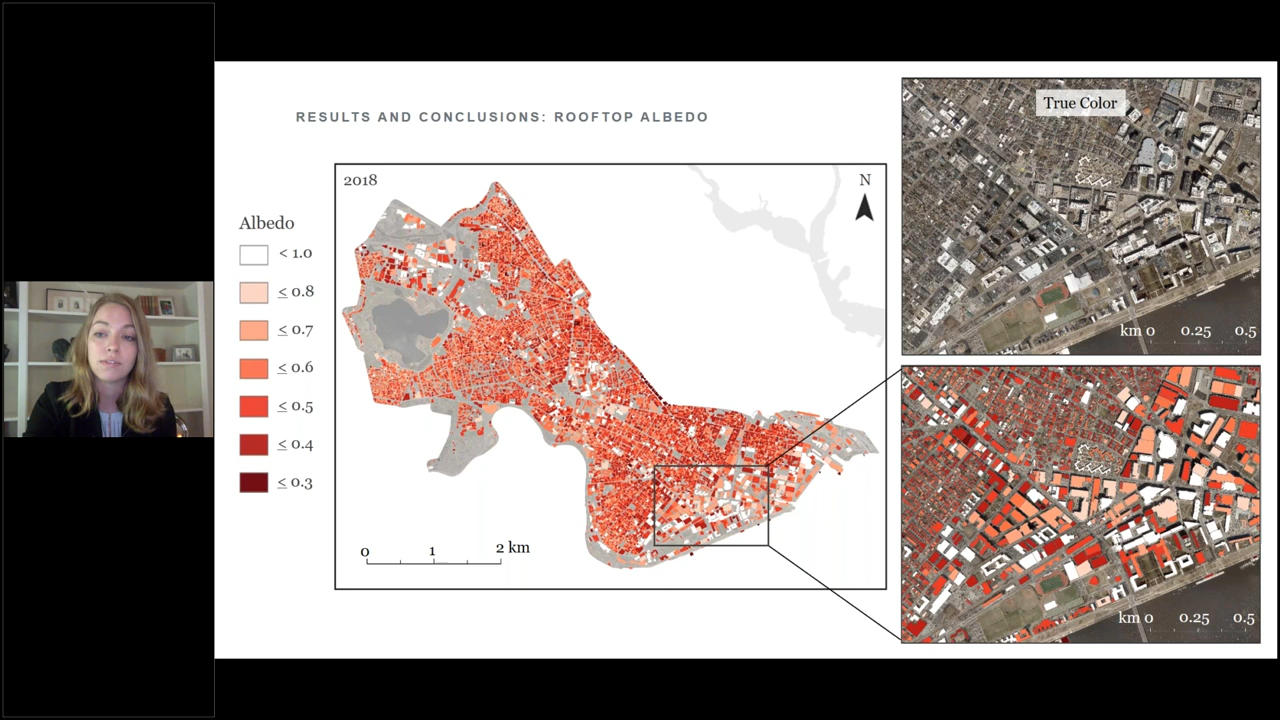 RESULTS AND CONCLUSIONS: ROOFTOP ALBEDO
2018
N
Albedo
< 1.0
≤ 0.8
≤ 0.7
≤ 0.6
≤ 0.5
≤ 0.4
≤ 0.3
0 1 2 km
True Color
km 0 0.25 0.5
km 0 0.25 0.5